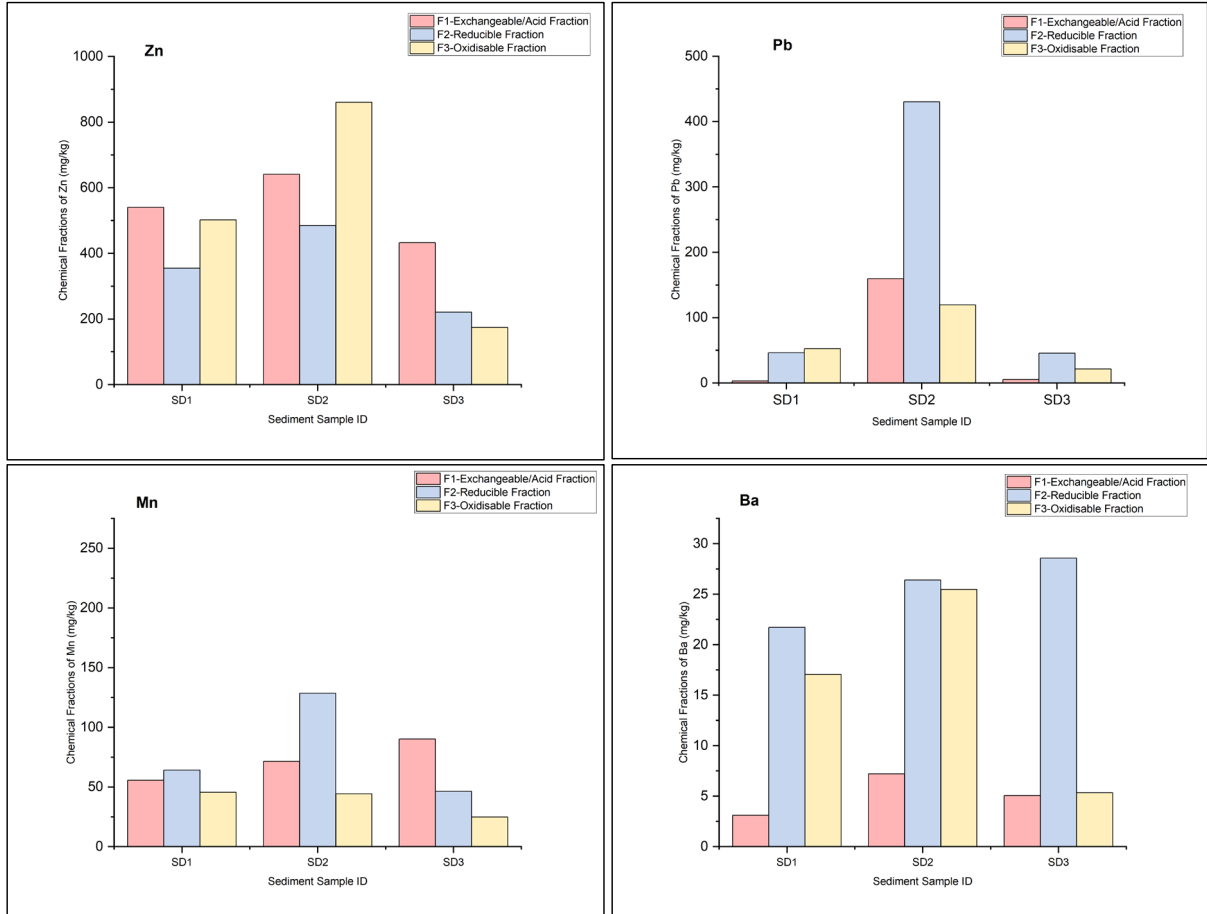 F1-Exchangeable/Acid Fraction
F2-Reducible Fraction
F3-Oxidisable Fraction
Zn
1000
800
600
400
200
0
Chemical Fractions of Zn (mg/kg)
SD1 SD2 SD3
Sediment Sample ID
F1-Exchangeable/Acid Fraction
F2-Reducible Fraction
F3-Oxidisable Fraction
Pb
500
400
300
200
100
0
Chemical Fractions of Pb (mg/kg)
SD1 SD2 SD3
Sediment Sample ID
F1-Exchangeable/Acid Fraction
F2-Reducible Fraction
F3-Oxidisable Fraction
Mn
250
200
150
100
50
0
Chemical Fractions of Mn (mg/kg)
SD1 SD2 SD3
Sediment Sample ID
F1-Exchangeable/Acid Fraction
F2-Reducible Fraction
F3-Oxidisable Fraction
Ba
30
25
20
15
10
5
0
Chemical Fractions of Ba (mg/kg)
SD1 SD2 SD3
Sediment Sample ID